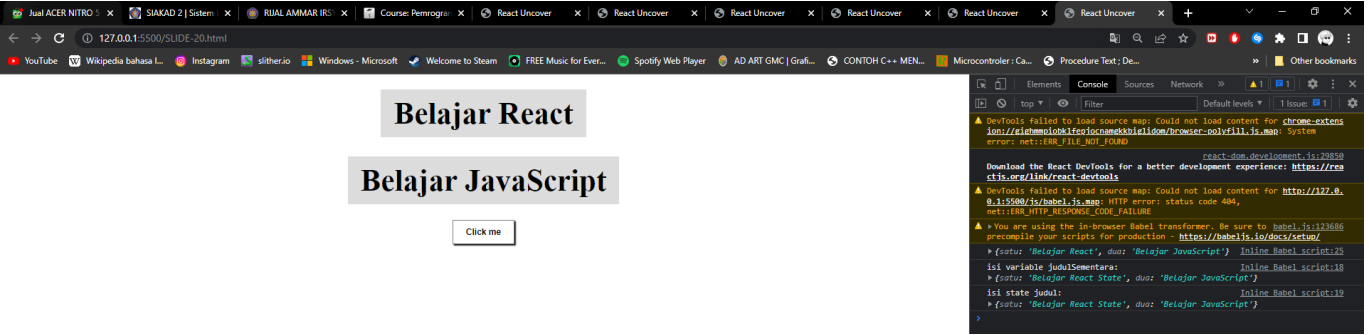 Jual ACER NITRO 5
SIAKAD 2 | Sistem
RIJAL AMMAR IRS
Course: Pemrogra
React Uncover
React Uncover
React Uncover
React Uncover
React Uncover
React Uncover
127.0.0.1:5500/SLIDE-20.html
YouTube
Wikipedia bahasa I...
Instagram
slither.io
Windows - Microsoft
Welcome to Steam
FREE Music for Ever...
Spotify Web Player
AD ART GMC | Grafi...
CONTOH C++ MEN...
Microcontroler : Ca...
Procedure Text ; De...
»
Other bookmarks
Belajar React
Belajar JavaScript
Click me
Elements Console Sources Network » 1 1
top Filter Default levels 1 Issue: 1
DevTools failed to load source map: Could not load content for chrome-extens
ion://gighmmpiobklfepjocnamgkkbiglidom/browser-polyfill.js.map: System
error: net::ERR_FILE_NOT_FOUND
react-dom.development.js:29850
Download the React DevTools for a better development experience: https://rea
ctjs.org/link/react-devtools
DevTools failed to load source map: Could not load content for http://127.0.
0.1:5500/js/babel.js.map: HTTP error: status code 404,
net::ERR_HTTP_RESPONSE_CODE_FAILURE
You are using the in-browser Babel transformer. Be sure to babel.js:123686
precompile your scripts for production - https://babeljs.io/docs/setup/
{satu: 'Belajar React', dua: 'Belajar JavaScript'} Inline Babel script:25
isi variable judulSementara: Inline Babel script:18
{satu: 'Belajar React State', dua: 'Belajar JavaScript'}
isi state judul: Inline Babel script:19
{satu: 'Belajar React State', dua: 'Belajar JavaScript'}